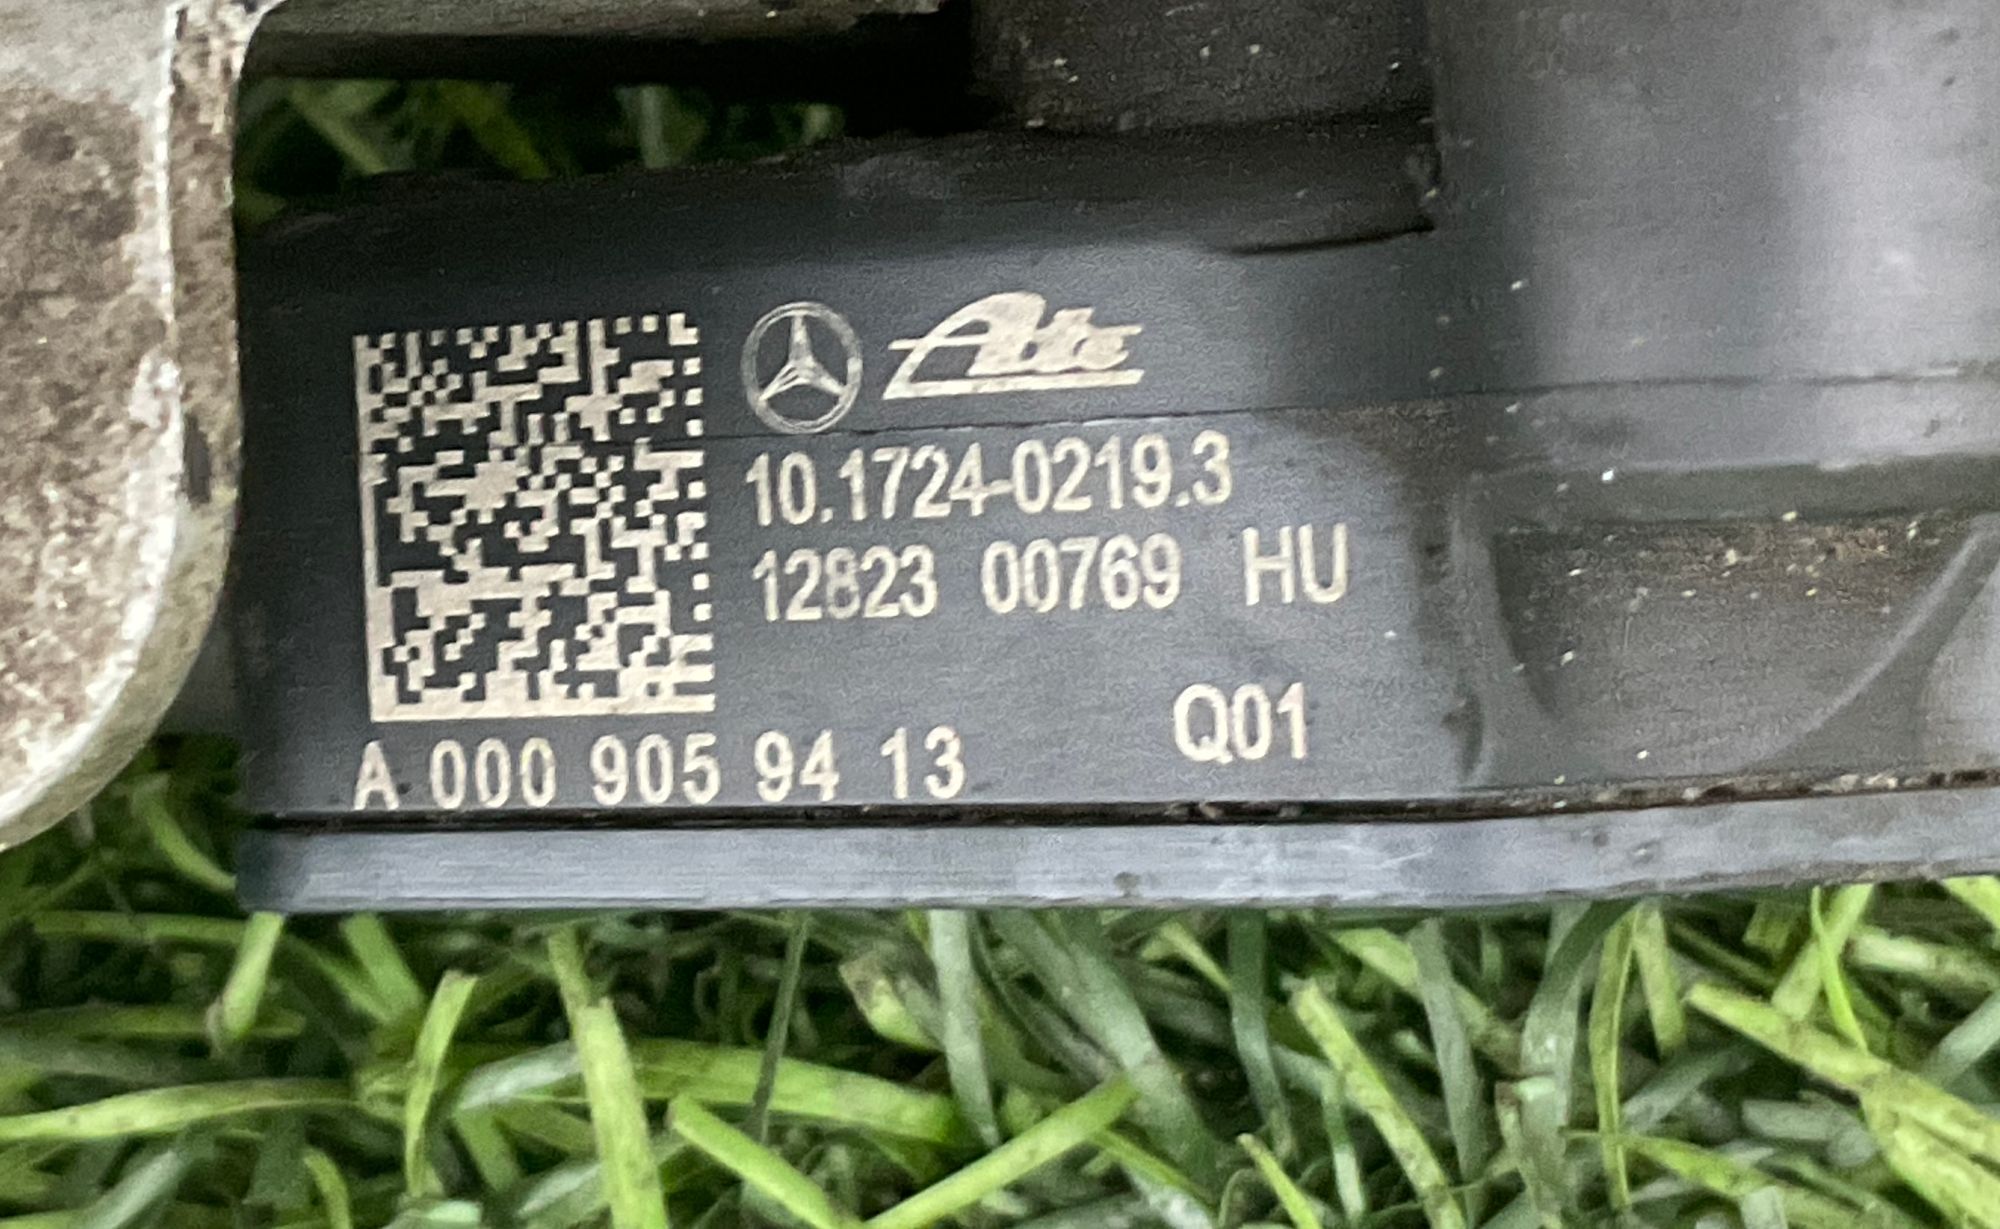 Ate
10.1724-0219.3
12823 00769 HU
Q01
A 000 905 94 13